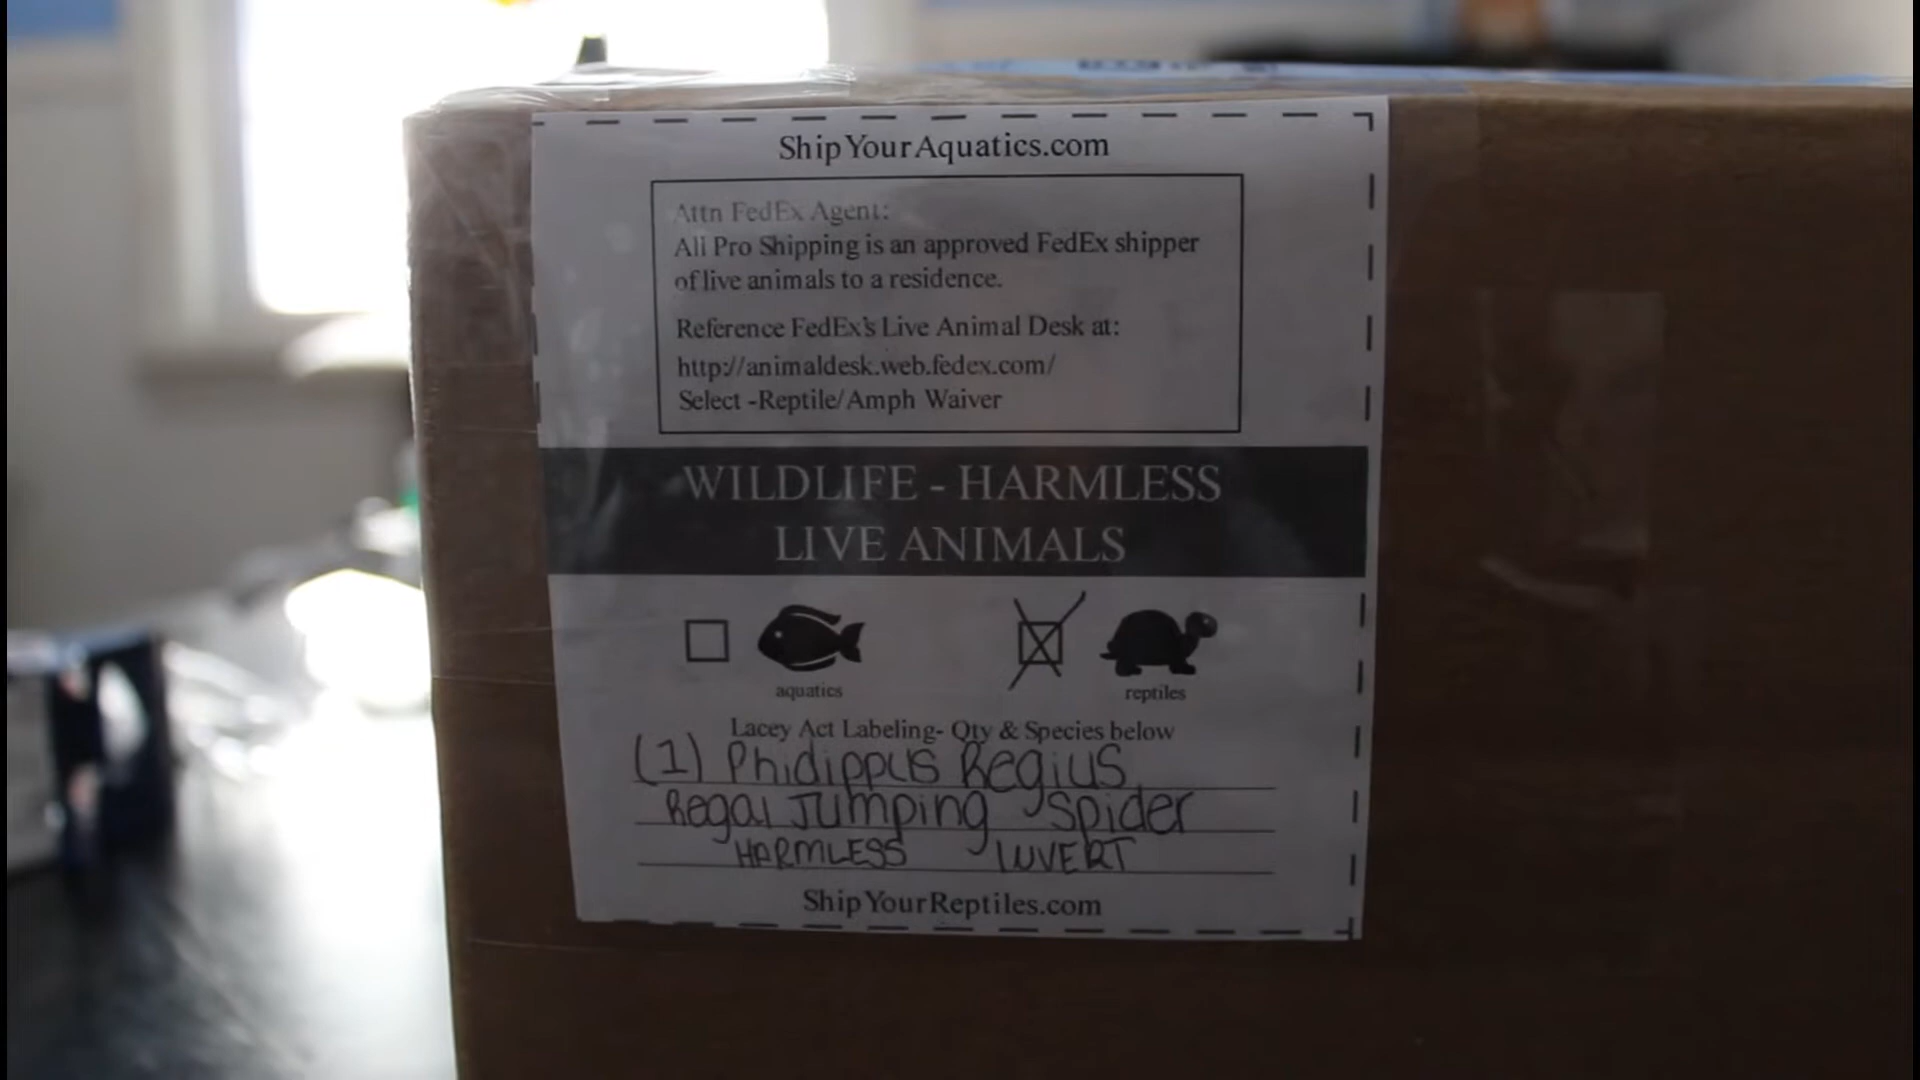 ShipYourAquatics.com
Attn FedEx Agent:
All Pro Shipping is an approved FedEx shipper
of live animals to a residence.
Reference FedEx's Live Animal Desk at:
http://animaldesk.web.fedex.com/
Select -Reptile/Amph Waiver
WILDLIFE - HARMLESS
LIVE ANIMALS
aquatics
reptiles
Lacey Act Labeling- Qty & Species below
(1) Phidippus Regius
Regal Jumping Spider
HARMLESS INVERT
ShipYourReptiles.com